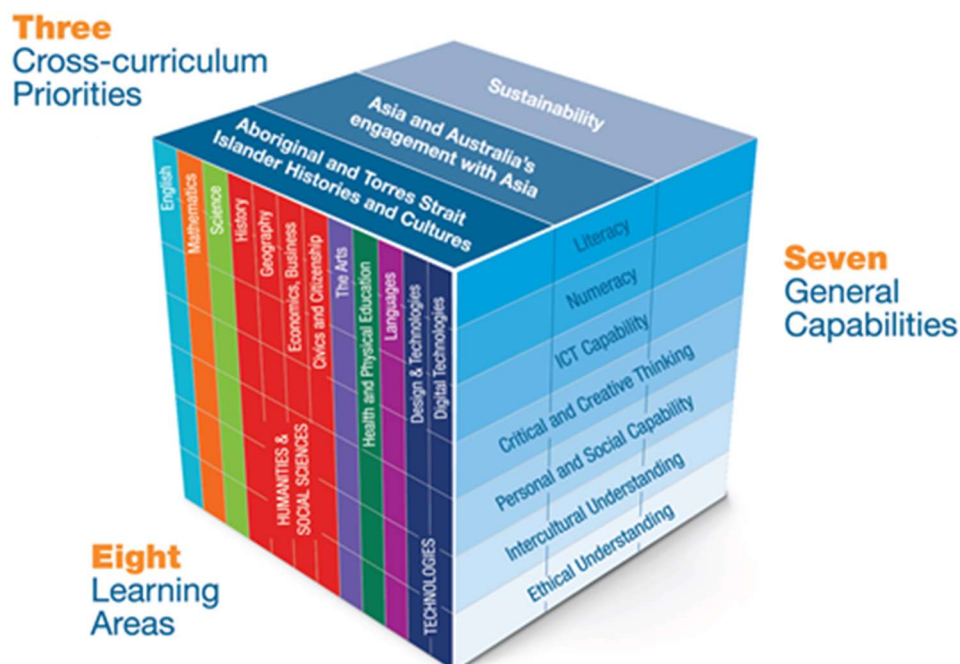 Three
Cross-curriculum
Priorities
Sustainability
Asia and Australia's
engagement with Asia
Aboriginal and Torres Strait
Islander Histories and Cultures
English
Mathematics
Science
History
Geography
Economics, Business
Civics and Citizenship
HUMANITIES &
SOCIAL SCIENCES
The Arts
Health and Physical Education
Languages
Design & Technologies
Digital Technologies
TECHNOLOGIES
Literacy
Numeracy
ICT Capability
Critical and Creative Thinking
Personal and Social Capability
Intercultural Understanding
Ethical Understanding
Seven
General
Capabilities
Eight
Learning
Areas